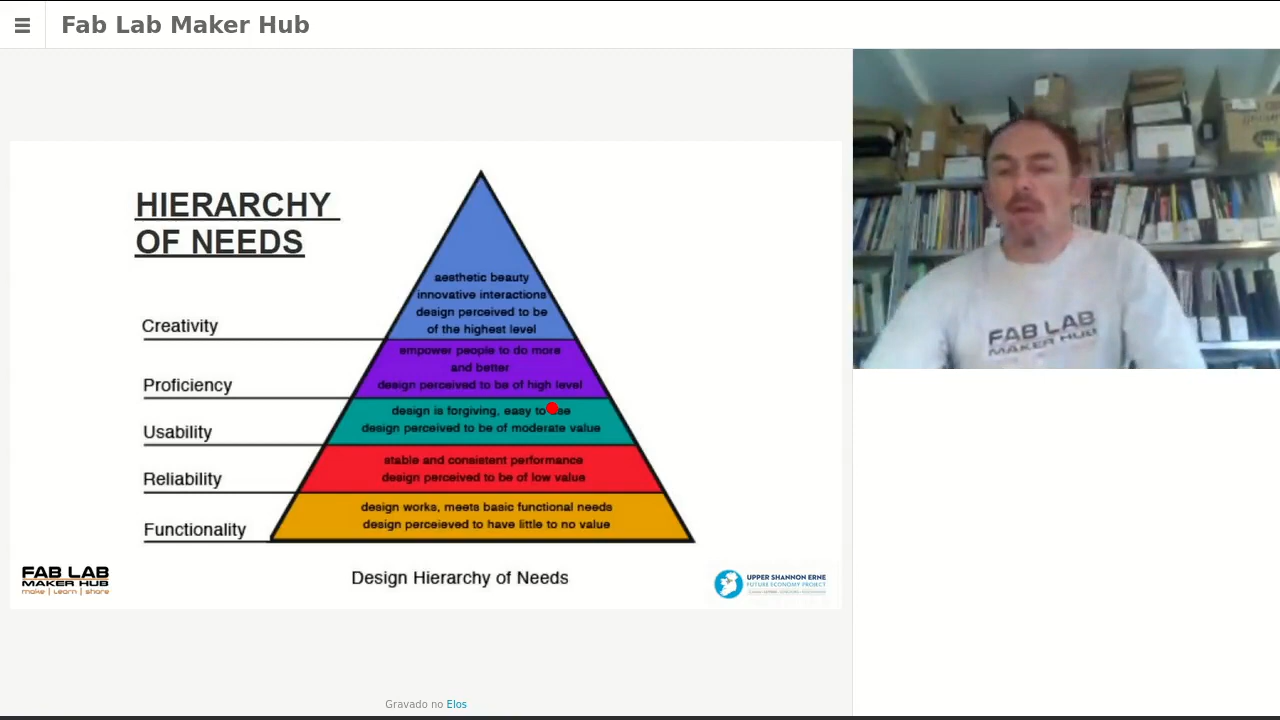 Fab Lab Maker Hub
HIERARCHY
OF NEEDS
aesthetic beauty
innovative interactions
design perceived to be
of the highest level
Creativity
empower people to do more
and better
design perceived to be of high level
Proficiency
design is forgiving, easy to use
design perceived to be of moderate value
Usability
stable and consistent performance
design perceived to be of low value
Reliability
design works, meets basic functional needs
design perceieved to have little to no value
Functionality
Design Hierarchy of Needs
FAB LAB
MAKER HUB
make | learn | share
UPPER SHANNON ERNE
FUTURE ECONOMY PROJECT
FAB LAB
MAKER HUB
Gravado no Elos